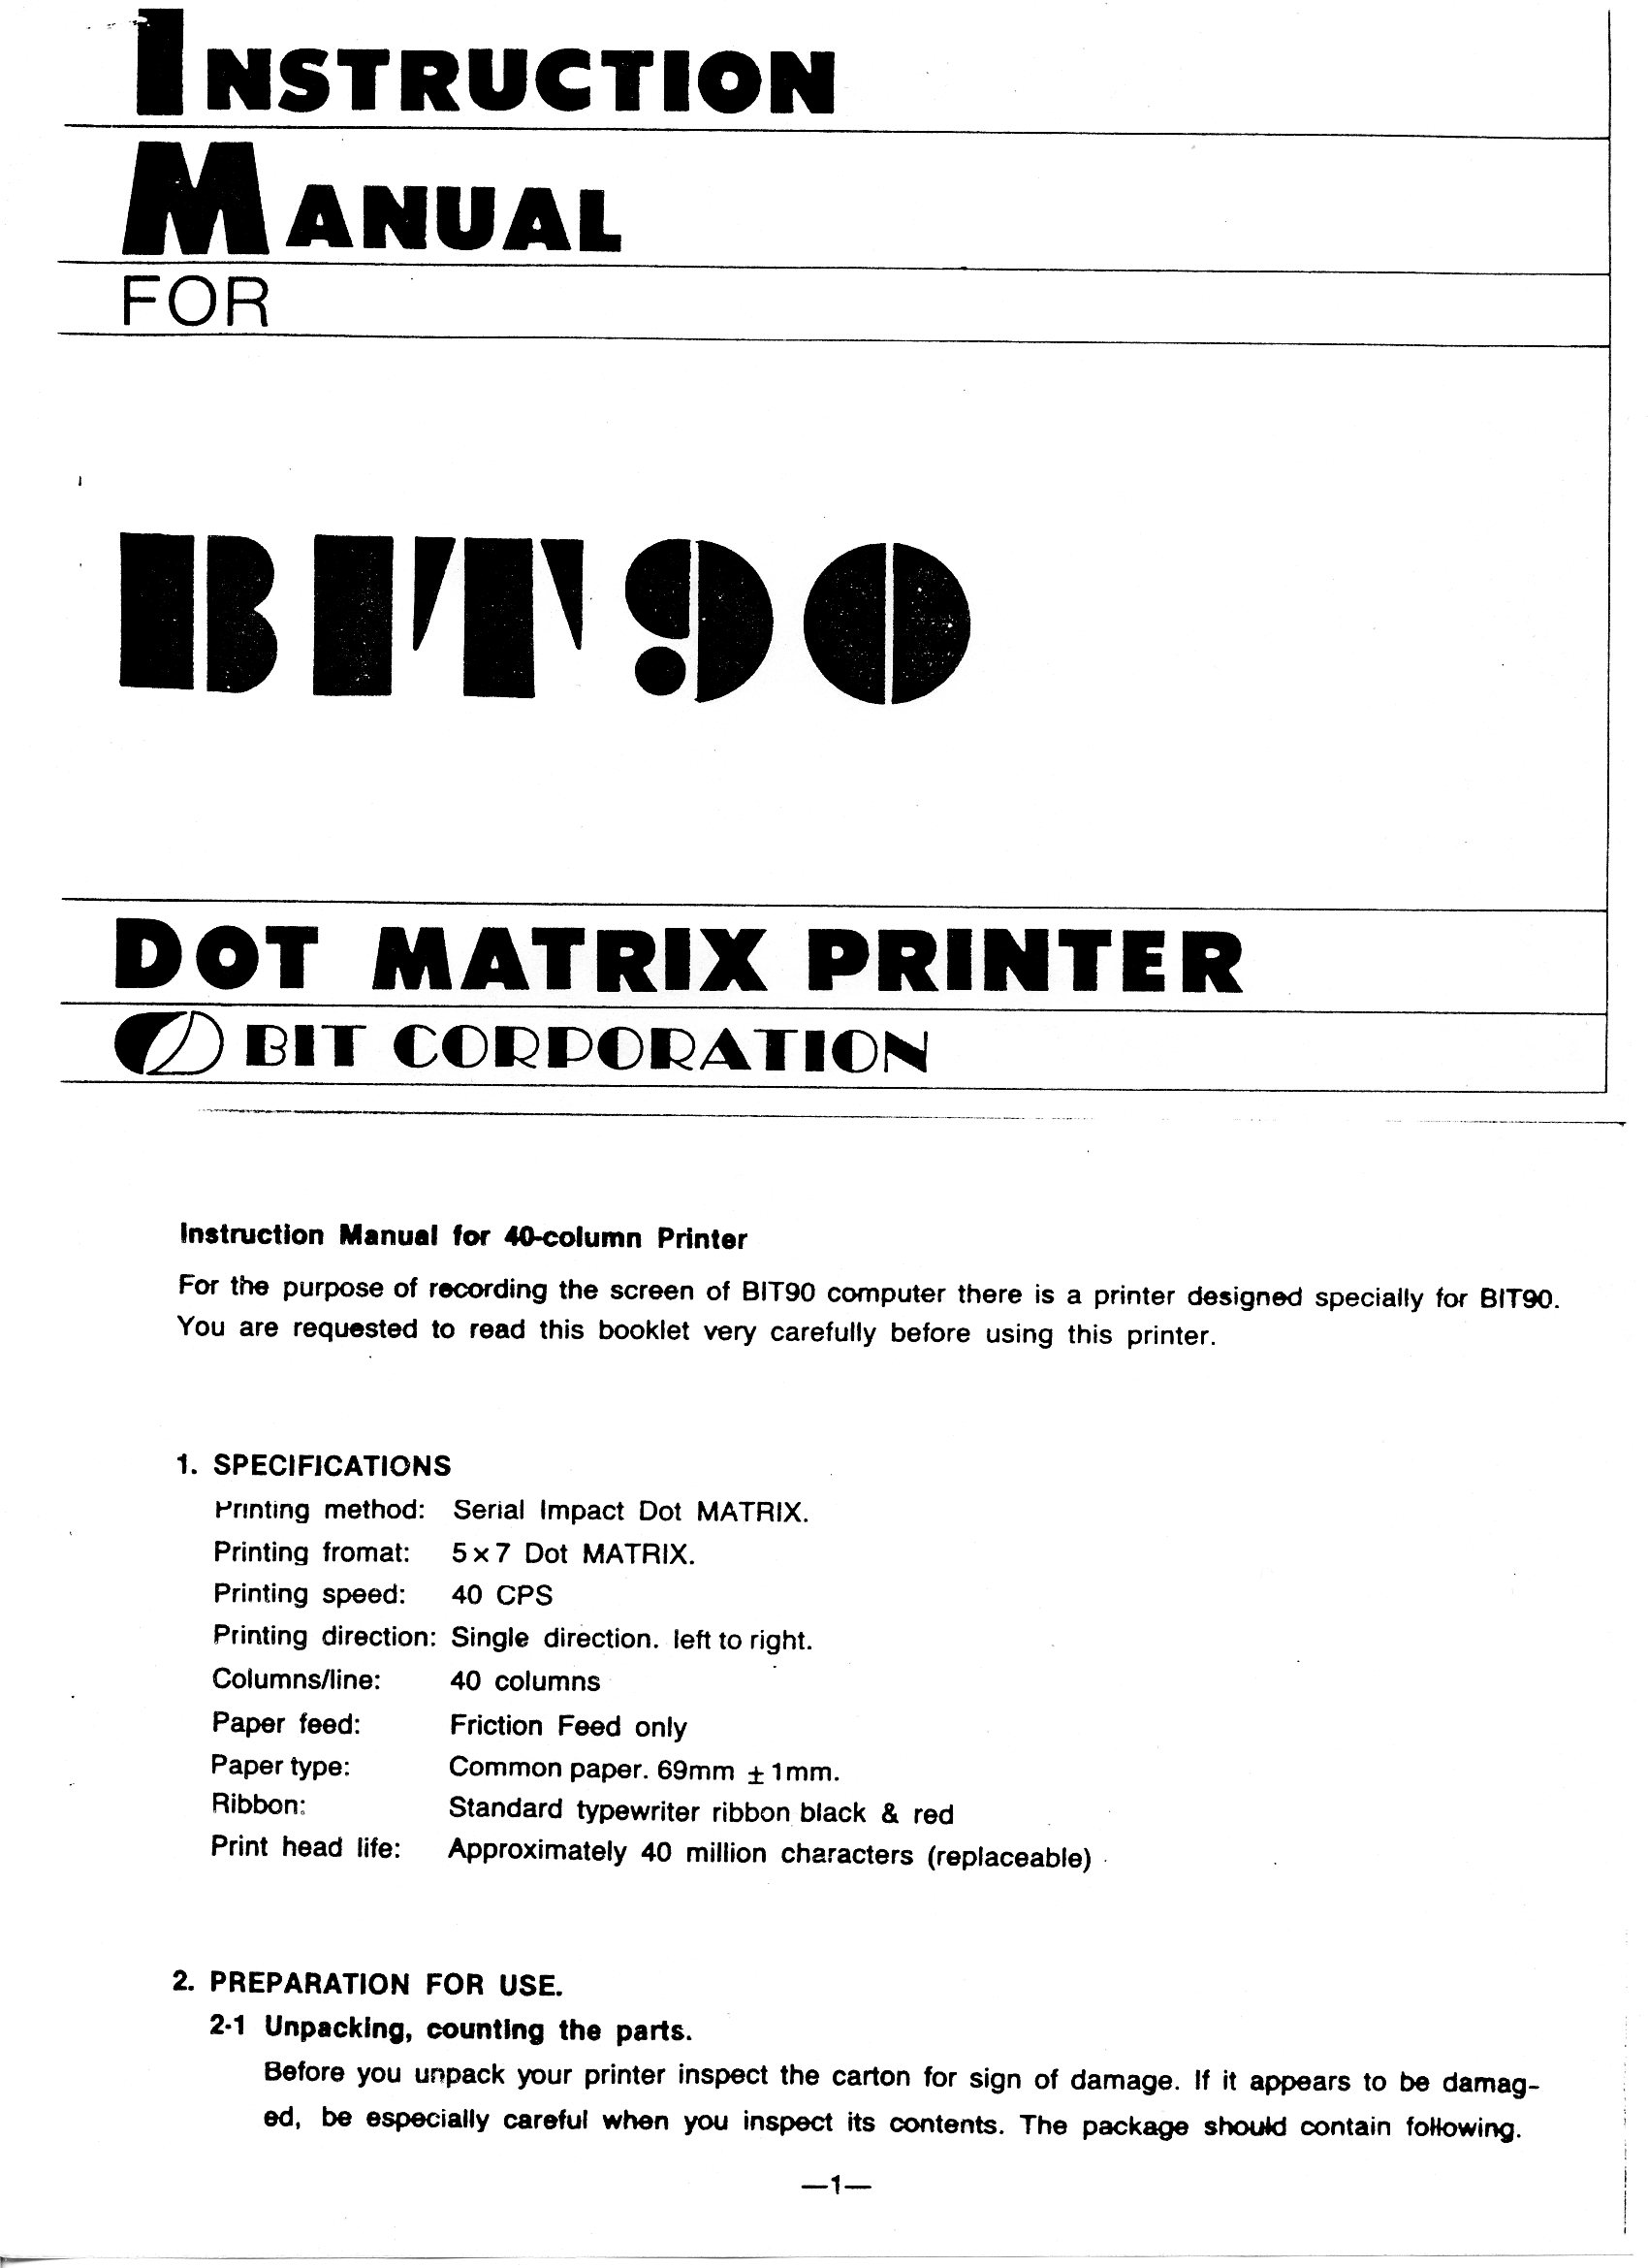 INSTRUCTION
MANUAL
FOR
BIT90
DOT MATRIX PRINTER
BIT CORPORATION
Instruction Manual for 40-column Printer
For the purpose of recording the screen of BIT90 computer there is a printer designed specially for BIT90.
You are requested to read this booklet very carefully before using this printer.
1. SPECIFICATIONS
Printing method: Serial Impact Dot MATRIX.
Printing fromat: 5 x 7 Dot MATRIX.
Printing speed: 40 CPS
Printing direction: Single direction. left to right.
Columns/line: 40 columns
Paper feed: Friction Feed only
Paper type: Common paper. 69mm ± 1mm.
Ribbon: Standard typewriter ribbon black & red
Print head life: Approximately 40 million characters (replaceable)
2. PREPARATION FOR USE.
2-1 Unpacking, counting the parts.
Before you unpack your printer inspect the carton for sign of damage. If it appears to be damag-
ed, be especially careful when you inspect its contents. The package should contain following.
—1—